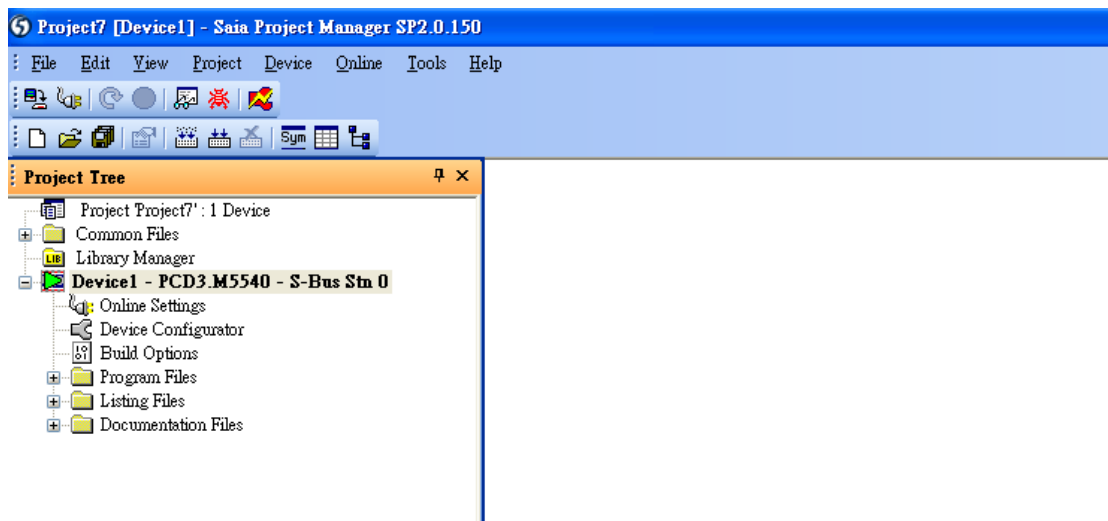 Project7 [Device1] - Saia Project Manager SP2.0.150
File Edit View Project Device Online Tools Help
Sym
Project Tree
Project 'Project7' : 1 Device
Common Files
LIB Library Manager
Device1 - PCD3.M5540 - S-Bus Stn 0
Online Settings
Device Configurator
Build Options
Program Files
Listing Files
Documentation Files